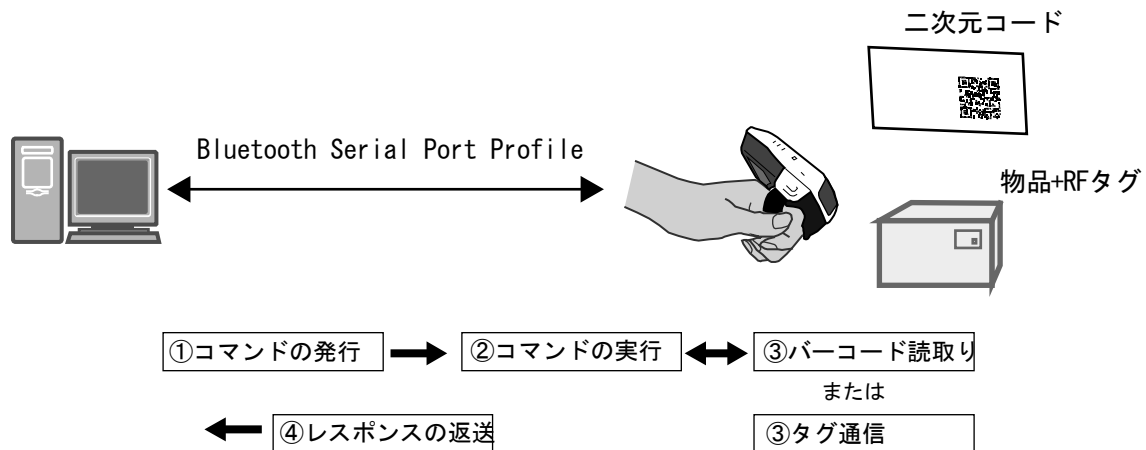 二次元コード
Bluetooth Serial Port Profile
物品+RFタグ
①コマンドの発行
②コマンドの実行
③バーコード読取り
または
④レスポンスの返送
③タグ通信